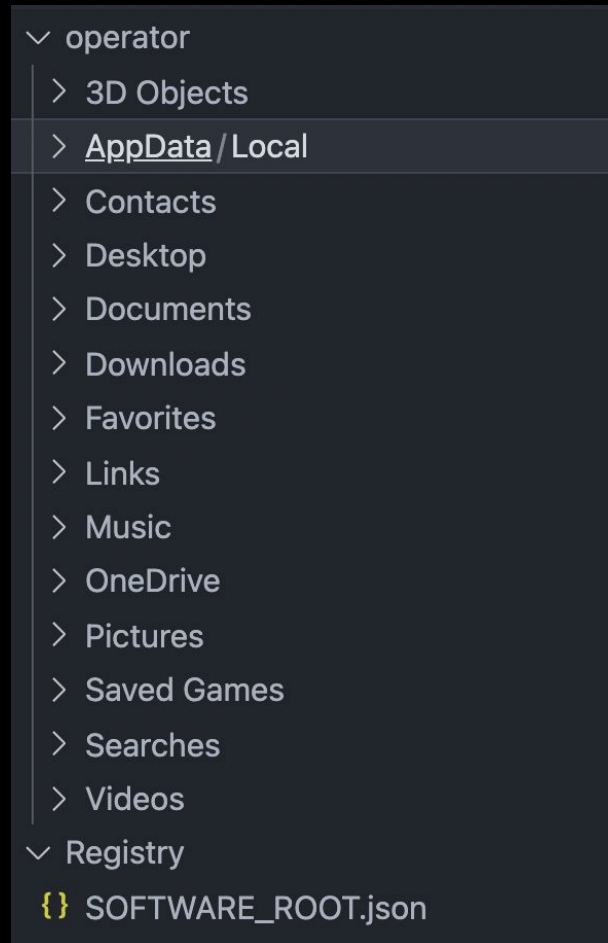 operator
3D Objects
AppData/Local
Contacts
Desktop
Documents
Downloads
Favorites
Links
Music
OneDrive
Pictures
Saved Games
Searches
Videos
Registry
{} SOFTWARE_ROOT.json